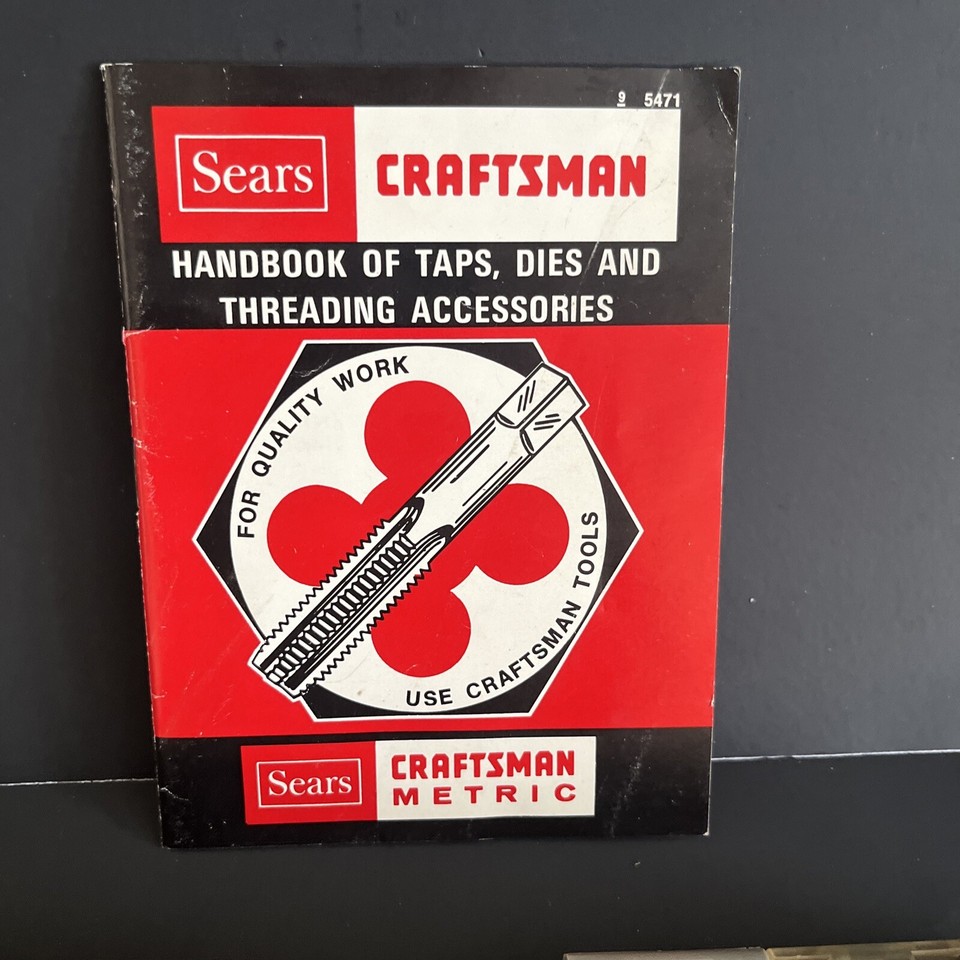 9 5471
Sears CRAFTSMAN
HANDBOOK OF TAPS, DIES AND
THREADING ACCESSORIES
FOR QUALITY WORK
USE CRAFTSMAN TOOLS
Sears CRAFTSMAN
METRIC